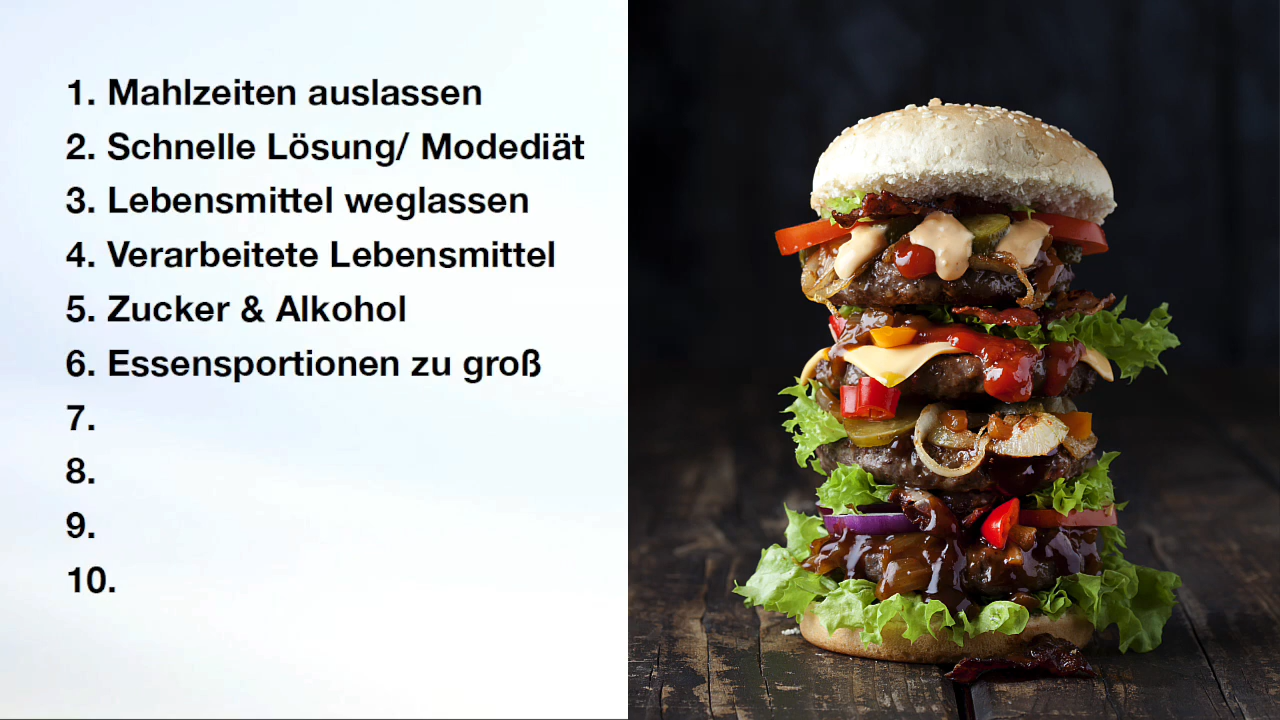 1. Mahlzeiten auslassen
2. Schnelle Lösung/ Modediät
3. Lebensmittel weglassen
4. Verarbeitete Lebensmittel
5. Zucker & Alkohol
6. Essensportionen zu groß
7.
8.
9.
10.